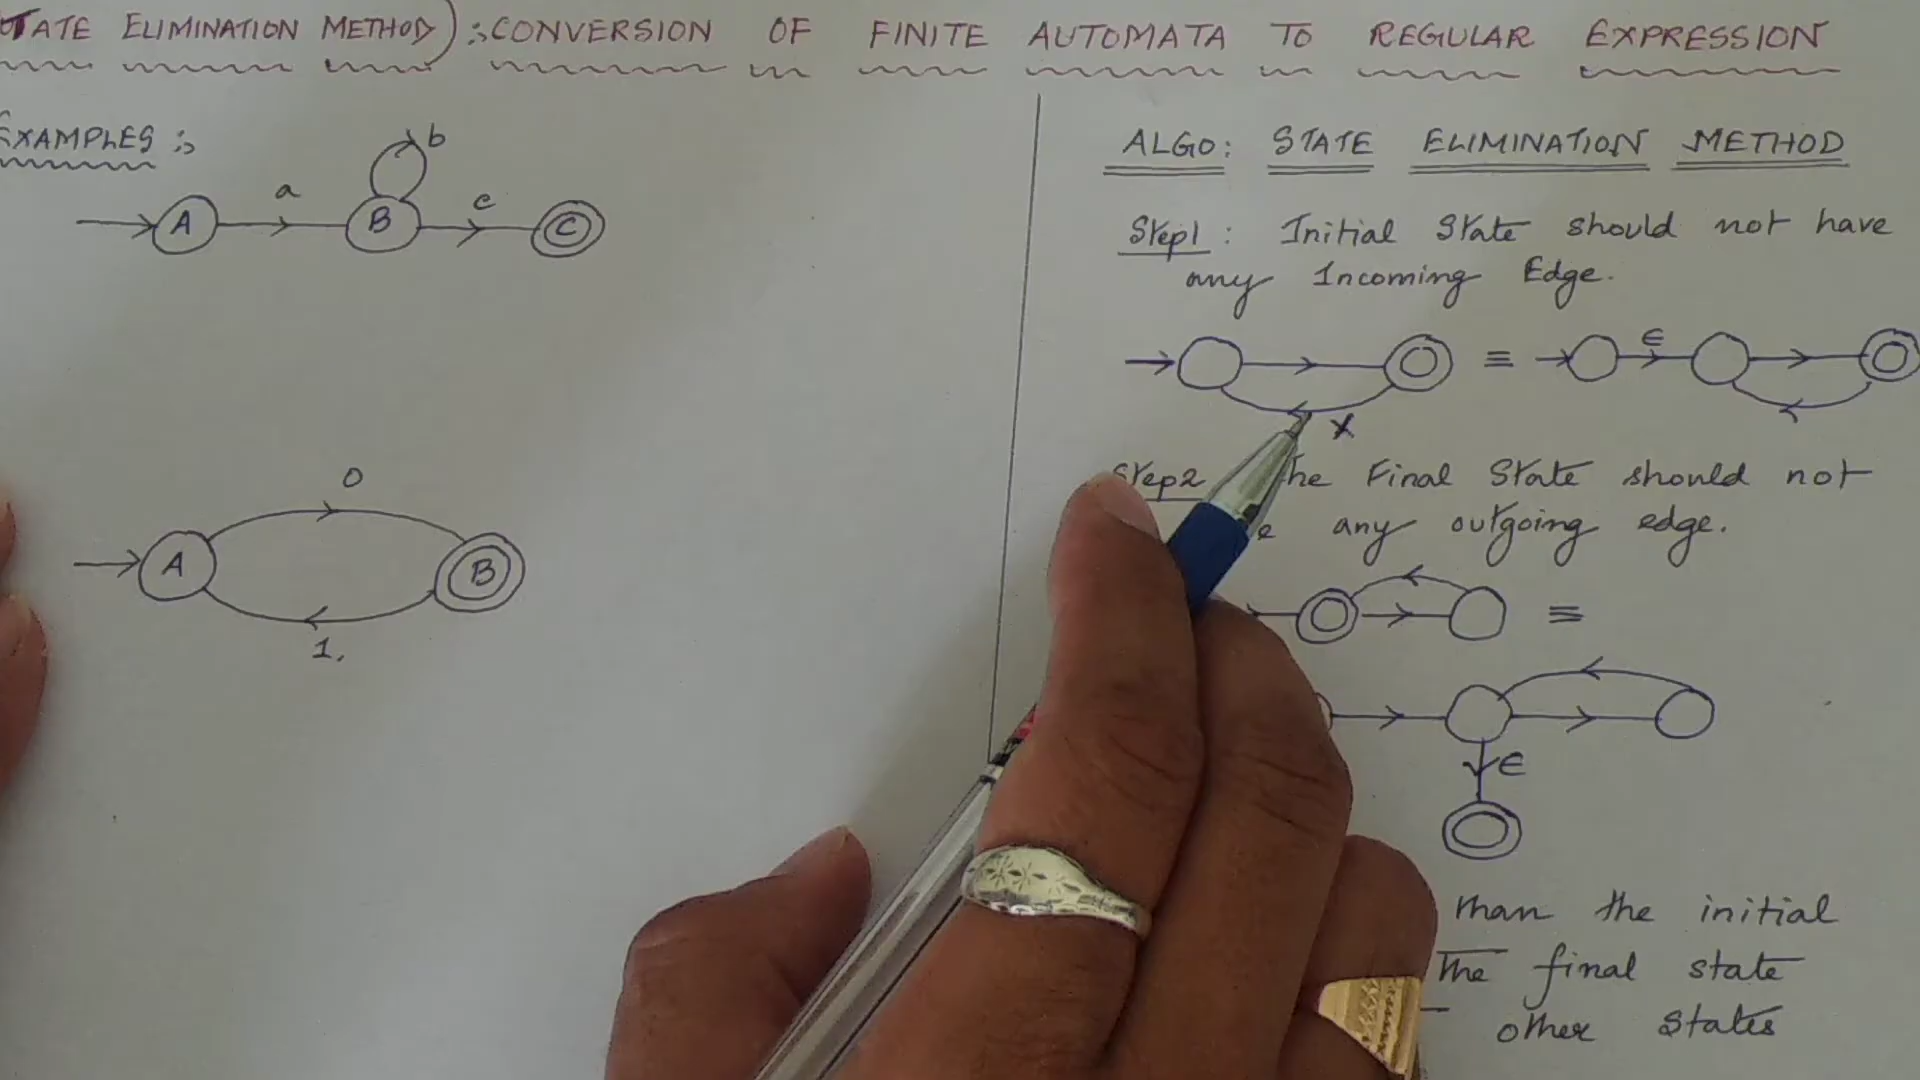 TATE ELIMINATION METHOD) :- CONVERSION OF FINITE AUTOMATA TO REGULAR EXPRESSION
EXAMPLES :-
b
a
c
A
B
C
0
A
B
1.
ALGO: STATE ELIMINATION METHOD
Step1 : Initial State should not have
any Incoming Edge.
≡
ϵ
X
Step2 The Final State should not
any outgoing edge.
≡
ϵ
than the initial
The final state
other states